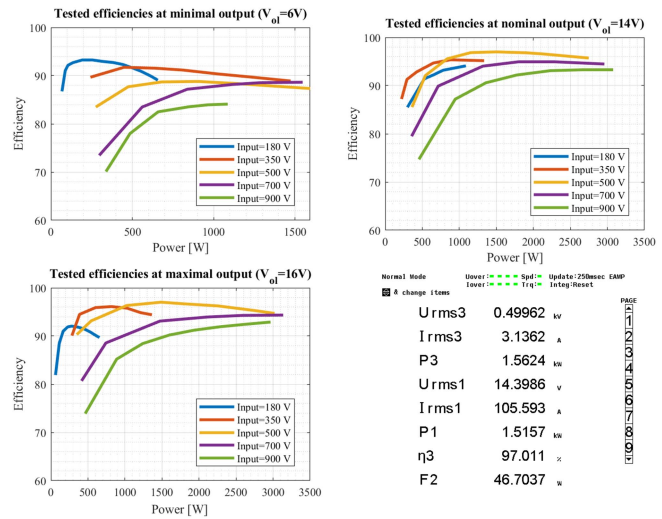 Tested efficiencies at minimal output (V_ol=6V)
100
90
80
70
60
Efficiency
0
500
1000
1500
Power [W]
Input=180 V
Input=350 V
Input=500 V
Input=700 V
Input=900 V
Tested efficiencies at nominal output (V_ol=14V)
100
90
80
70
60
Efficiency
0
500
1000
1500
2000
2500
3000
3500
Power [W]
Input=180 V
Input=350 V
Input=500 V
Input=700 V
Input=900 V
Tested efficiencies at maximal output (V_ol=16V)
100
90
80
70
60
Efficiency
0
500
1000
1500
2000
2500
3000
3500
Power [W]
Input=180 V
Input=350 V
Input=500 V
Input=700 V
Input=900 V
Normal Mode
Uover: Spd: Update:250msec EAMP
Iover: Trq: Integ:Reset
& change items
PAGE
Urms3 0.49962 kV
Irms3 3.1362 A
P3 1.5624 kW
Urms1 14.3986 V
Irms1 105.593 A
P1 1.5157 kW
η3 97.011 %
F2 46.7037 W
1
2
3
4
5
6
7
8
9